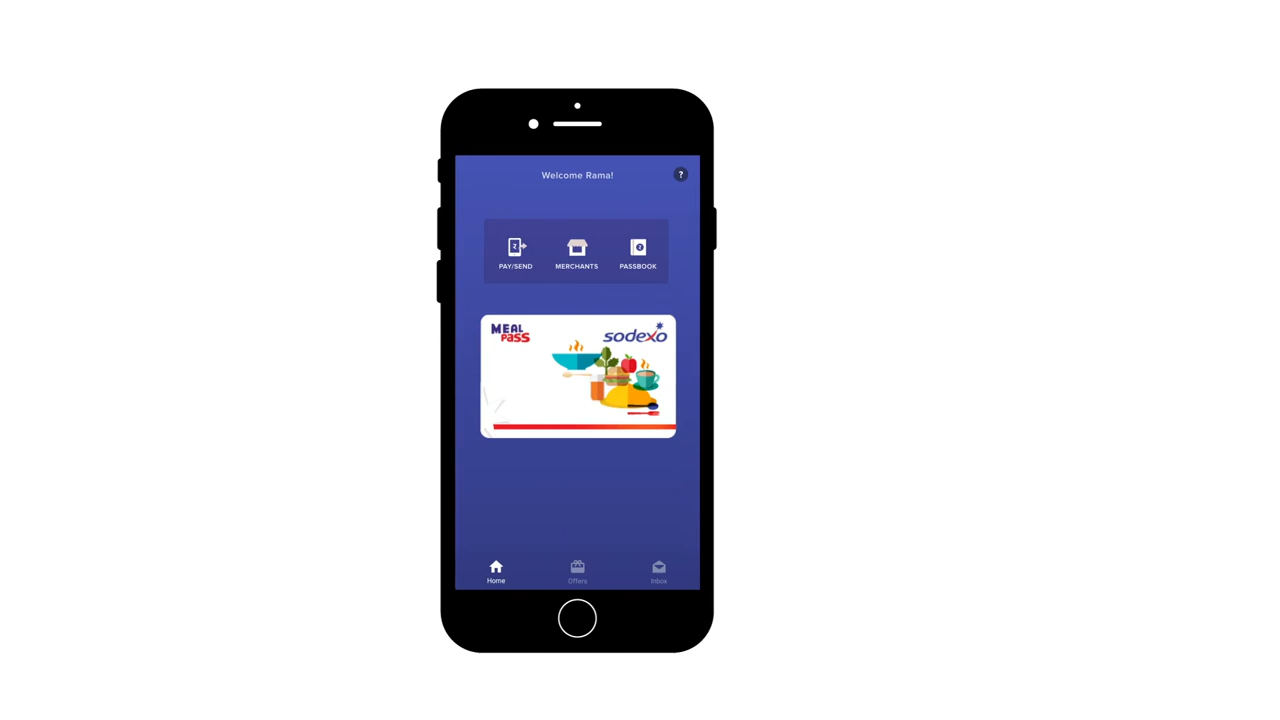 Welcome Rama!
?
PAY/SEND MERCHANTS PASSBOOK
MEAL
Pass
sodexo
Home Offers Inbox